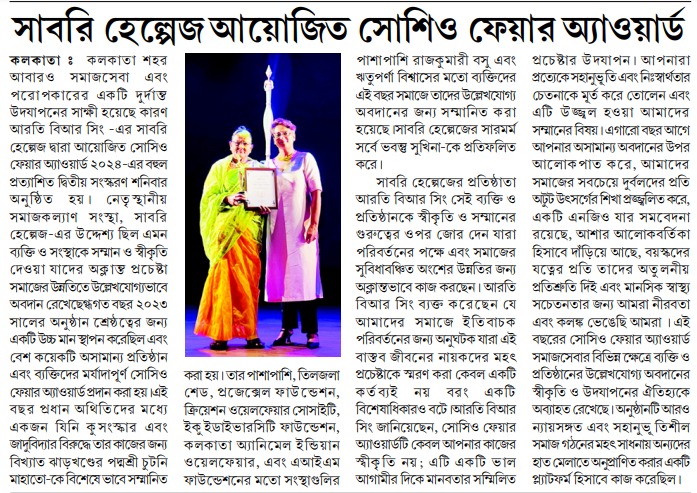 সাবরি হেল্পেজ আয়োজিত সোশিও ফেয়ার অ্যাওয়ার্ড
কলকাতা : কলকাতা শহর
আবারও সমাজসেবা এবং
পরোপকারের একটি দুর্দান্ত
উদযাপনের সাক্ষী হয়েছে কারণ
আরতি বিআর সিং -এর সাবরি
হেল্পেজ দ্বারা আয়োজিত সোসিও
ফেয়ার অ্যাওয়ার্ড ২০২৪-এর বহুল
প্রত্যাশিত দ্বিতীয় সংস্করণ শনিবার
অনুষ্ঠিত হয়। নেতৃস্থানীয়
সমাজকল্যাণ সংস্থা, সাবরি
হেল্পেজ-এর উদ্দেশ্য ছিল এমন
ব্যক্তি ও সংস্থাকে সম্মান ও স্বীকৃতি
দেওয়া যাদের অক্লান্ত প্রচেষ্টা
সমাজের উন্নতিতে উল্লেখযোগ্যভাবে
অবদান রেখেছেগ্ধগত বছর ২০২৩
সালের অনুষ্ঠান শ্রেষ্ঠত্বের জন্য
একটি উচ্চ মান স্থাপন করেছিল এবং
বেশ কয়েকটি অসামান্য প্রতিষ্ঠান
এবং ব্যক্তিদের মর্যাদাপূর্ণ সোসিও
ফেয়ার অ্যাওয়ার্ড প্রদান করা হয়।এই
বছর প্রধান অথিতিদের মধ্যে
একজন যিনি কুসংস্কার এবং
জাদুবিদ্যার বিরুদ্ধে তার কাজের জন্য
বিখ্যাত ঝাড়খণ্ডের পদ্মশ্রী চুটনি
মাহাতো-কে বিশেষ ভাবে সম্মানিত
করা হয়। তার পাশাপাশি, তিলজলা
শেড, প্রজেক্সেল ফাউন্ডেশন,
ক্রিয়েশন ওয়েলফেয়ার সোসাইটি,
ইকু ইডাইভারসিটি ফাউন্ডেশন,
কলকাতা অ্যানিমেল ইন্ডিয়ান
ওয়েলফেয়ার, এবং এআইএম
ফাউন্ডেশনের মতো সংস্থাগুলির
পাশাপাশি রাজকুমারী বসু এবং
ঋতুপর্ণা বিশ্বাসের মতো ব্যক্তিদের
এই বছর সমাজে তাদের উল্লেখযোগ্য
অবদানের জন্য সম্মানিত করা
হয়েছে।সাবরি হেল্পেজের সারমর্ম
সর্বে ভবন্তু সুখিনা-কে প্রতিফলিত
করে।
সাবরি হেল্পেজের প্রতিষ্ঠাতা
আরতি বিআর সিং সেই ব্যক্তি ও
প্রতিষ্ঠানকে স্বীকৃতি ও সম্মানের
গুরুত্বের ওপর জোর দেন যারা
পরিবর্তনের পক্ষে এবং সমাজের
সুবিধাবঞ্চিত অংশের উন্নতির জন্য
অক্লান্তভাবে কাজ করছেন। আরতি
বিআর সিং ব্যক্ত করেছেন যে
আমাদের সমাজে ইতিবাচক
পরিবর্তনের জন্য অনুঘটক যারা এই
বাস্তব জীবনের নায়কদের মহৎ
প্রচেষ্টাকে স্মরণ করা কেবল একটি
কর্তব্যই নয় বরং একটি
বিশেষাধিকারও বটে।আরতি বিআর
সিং জানিয়েছেন, সোসিও ফেয়ার
অ্যাওয়ার্ডটি কেবল আপনার কাজের
স্বীকৃতি নয়; এটি একটি ভাল
আগামীর দিকে মানবতার সম্মিলিত
প্রচেষ্টার উদযাপন। আপনারা
প্রত্যেকে সহানুভূতি এবং নিঃস্বার্থতার
চেতনাকে মূর্ত করে তোলেন এবং
এটি উজ্জ্বল হওয়া আমাদের
সম্মানের বিষয়। এগারো বছর আগে
আপনার অসামান্য অবদানের উপর
আলোকপাত করে, আমাদের
সমাজের সবচেয়ে দুর্বলদের প্রতি
অটুট উৎসর্গের শিখা প্রজ্জ্বলিত করে,
একটি এনজিও যার সমবেদনা
রয়েছে, আশার আলোকবর্তিকা
হিসাবে দাঁড়িয়ে আছে, বয়স্কদের
যত্নের প্রতি তাদের অতুলনীয়
প্রতিশ্রুতি দিই এবং মানসিক স্বাস্থ্য
সচেতনতার জন্য আমরা নীরবতা
এবং কলঙ্ক ভেঙেছি আমরা । এই
বছরের সোসিও ফেয়ার অ্যাওয়ার্ড
সমাজসেবার বিভিন্ন ক্ষেত্রে ব্যক্তি ও
প্রতিষ্ঠানের উল্লেখযোগ্য অবদানের
স্বীকৃতি ও উদযাপনের ঐতিহ্যকে
অব্যাহত রেখেছে। অনুষ্ঠানটি আরও
ন্যায়সঙ্গত এবং সহানুভূ তিশীল
সমাজ গঠনের মহৎ সাধনায় অন্যদের
হাত মেলাতে অনুপ্রাণিত করার একটি
প্ল্যাটফর্ম হিসাবে কাজ করেছিল।